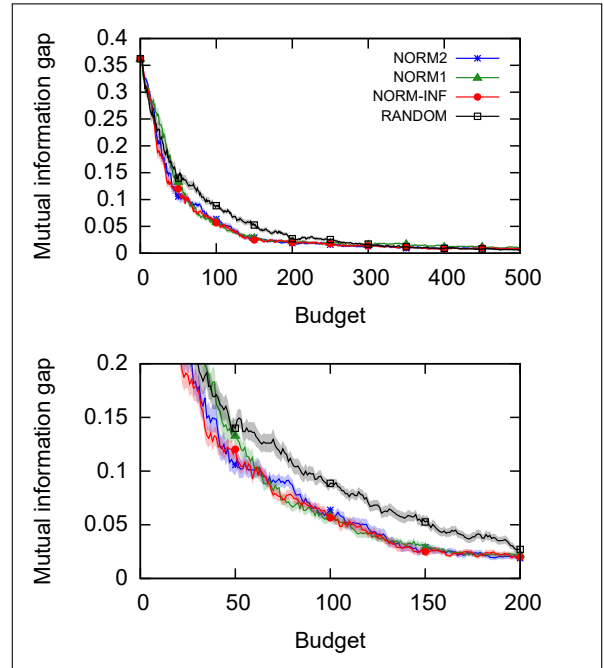 Mutual information gap
0.4
0.35
0.3
0.25
0.2
0.15
0.1
0.05
0
NORM2
NORM1
NORM-INF
RANDOM
0 100 200 300 400 500
Budget
Mutual information gap
0.2
0.15
0.1
0.05
0
0 50 100 150 200
Budget